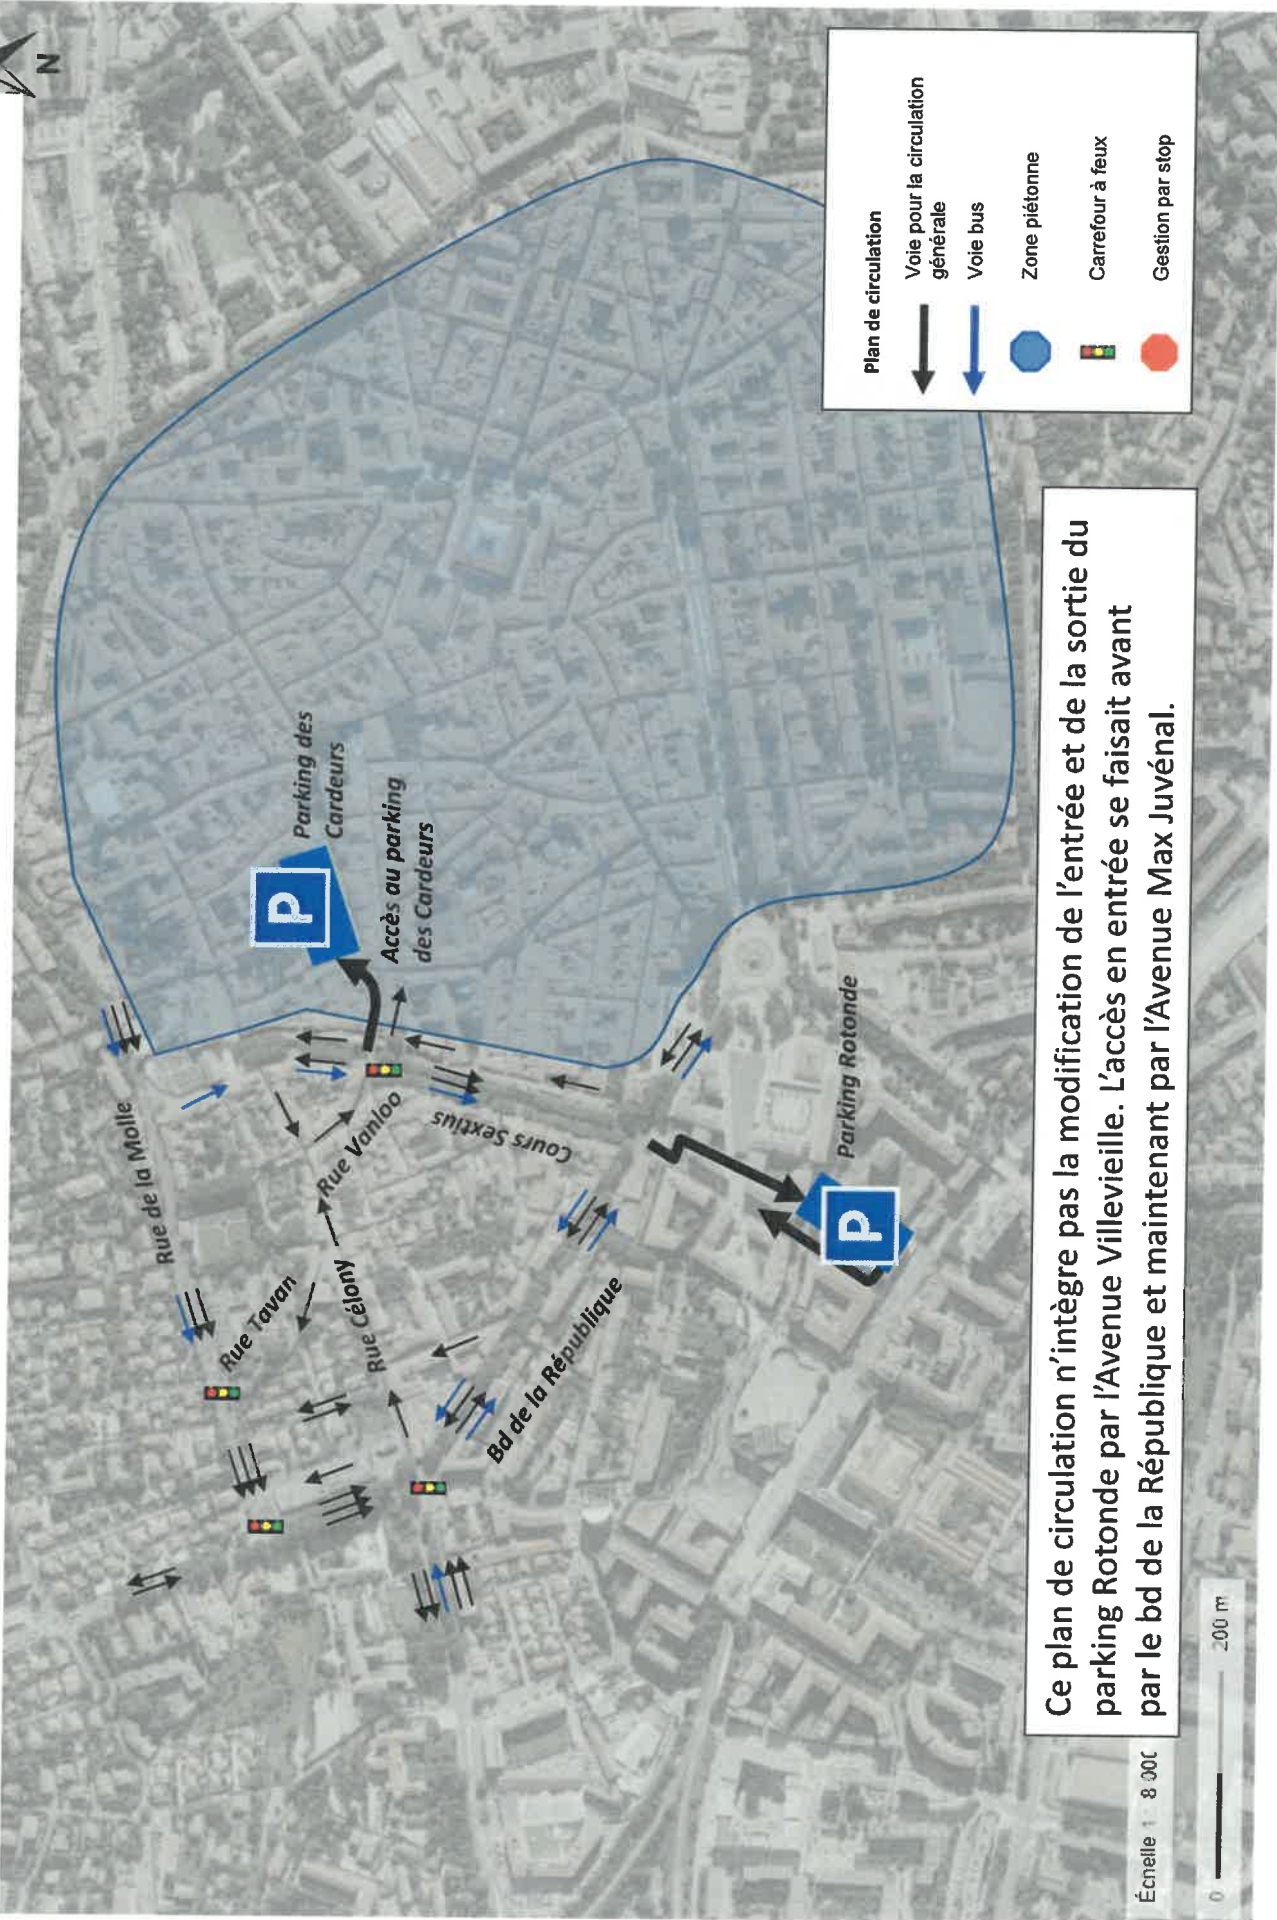 N
Rue de la Molle
Rue Tavan
Rue Célony
Rue Vanloo
Cours Sextius
Bd de la République
P
Parking des
Cardeurs
Accès au parking
des Cardeurs
P
Parking Rotonde
Plan de circulation
Voie pour la circulation
générale
Voie bus
Zone piétonne
Carrefour à feux
Gestion par stop
Ce plan de circulation n'intègre pas la modification de l'entrée et de la sortie du
parking Rotonde par l'Avenue Villevieille. L'accès en entrée se faisait avant
par le bd de la République et maintenant par l'Avenue Max Juvénal.
Échelle 1 8 000
0 200 m